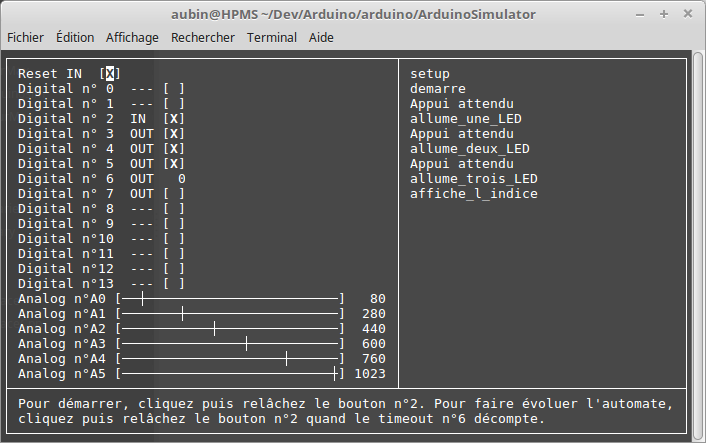 aubin@HPMS ~/Dev/Arduino/arduino/ArduinoSimulator
Fichier Édition Affichage Rechercher Terminal Aide
Reset IN [X]
Digital n° 0 --- [ ]
Digital n° 1 --- [ ]
Digital n° 2 IN [X]
Digital n° 3 OUT [X]
Digital n° 4 OUT [X]
Digital n° 5 OUT [X]
Digital n° 6 OUT 0
Digital n° 7 OUT [ ]
Digital n° 8 --- [ ]
Digital n° 9 --- [ ]
Digital n°10 --- [ ]
Digital n°11 --- [ ]
Digital n°12 --- [ ]
Digital n°13 --- [ ]
Analog n°A0 [ ] 80
Analog n°A1 [ ] 280
Analog n°A2 [ ] 440
Analog n°A3 [ ] 600
Analog n°A4 [ ] 760
Analog n°A5 [ ] 1023
setup
demarre
Appui attendu
allume_une_LED
Appui attendu
allume_deux_LED
Appui attendu
allume_trois_LED
affiche_l_indice
Pour démarrer, cliquez puis relâchez le bouton n°2. Pour faire évoluer l'automate,
cliquez puis relâchez le bouton n°2 quand le timeout n°6 décompte.